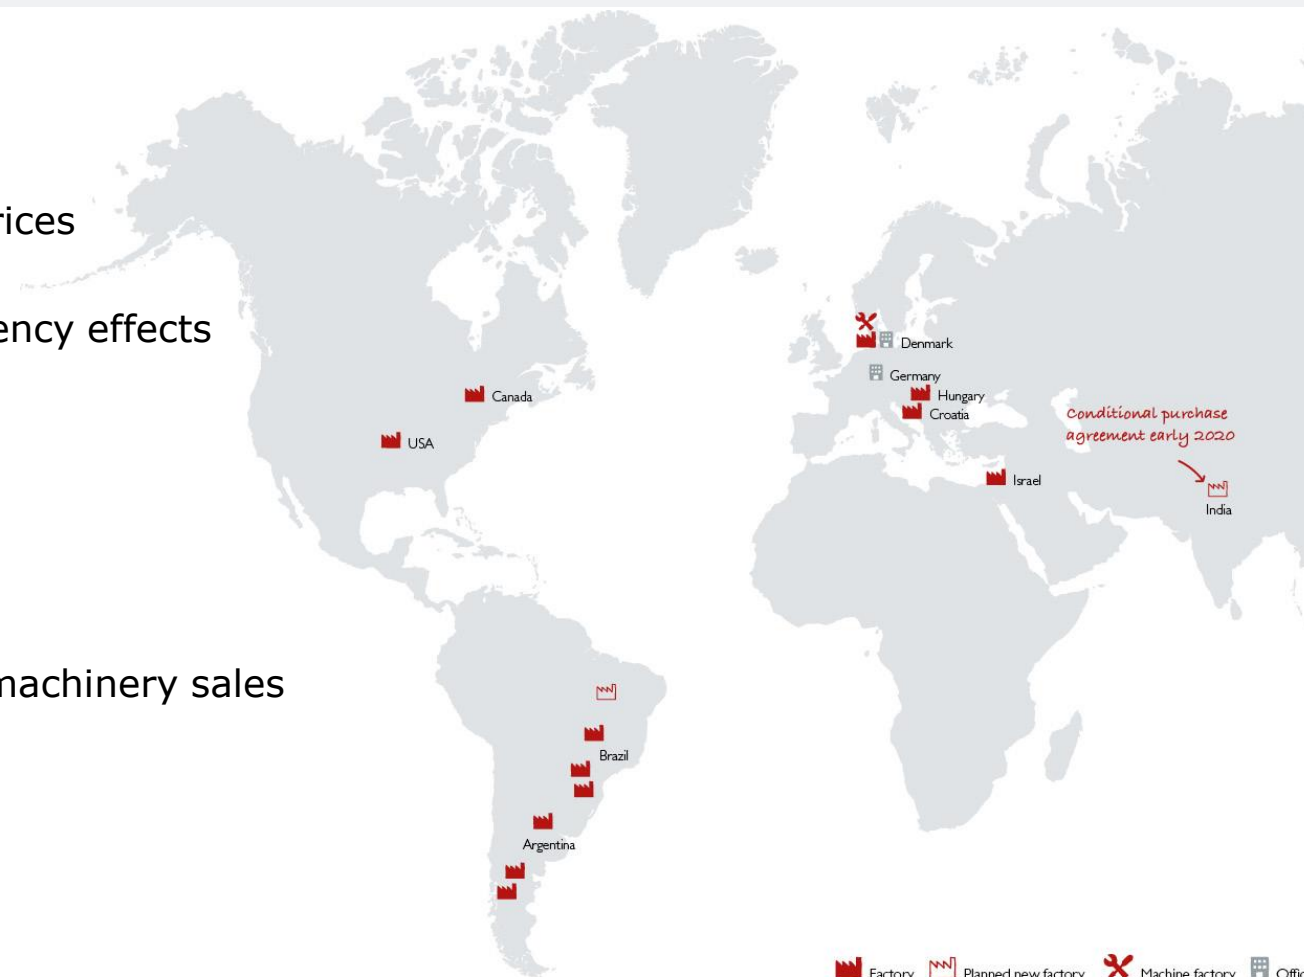 rices
ency effects
machinery sales
Canada
USA
Denmark
Germany
Hungary
Croatia
Israel
Conditional purchase
agreement early 2020
India
Brazil
Argentina
Factory Planned new factory Machine factory Offic